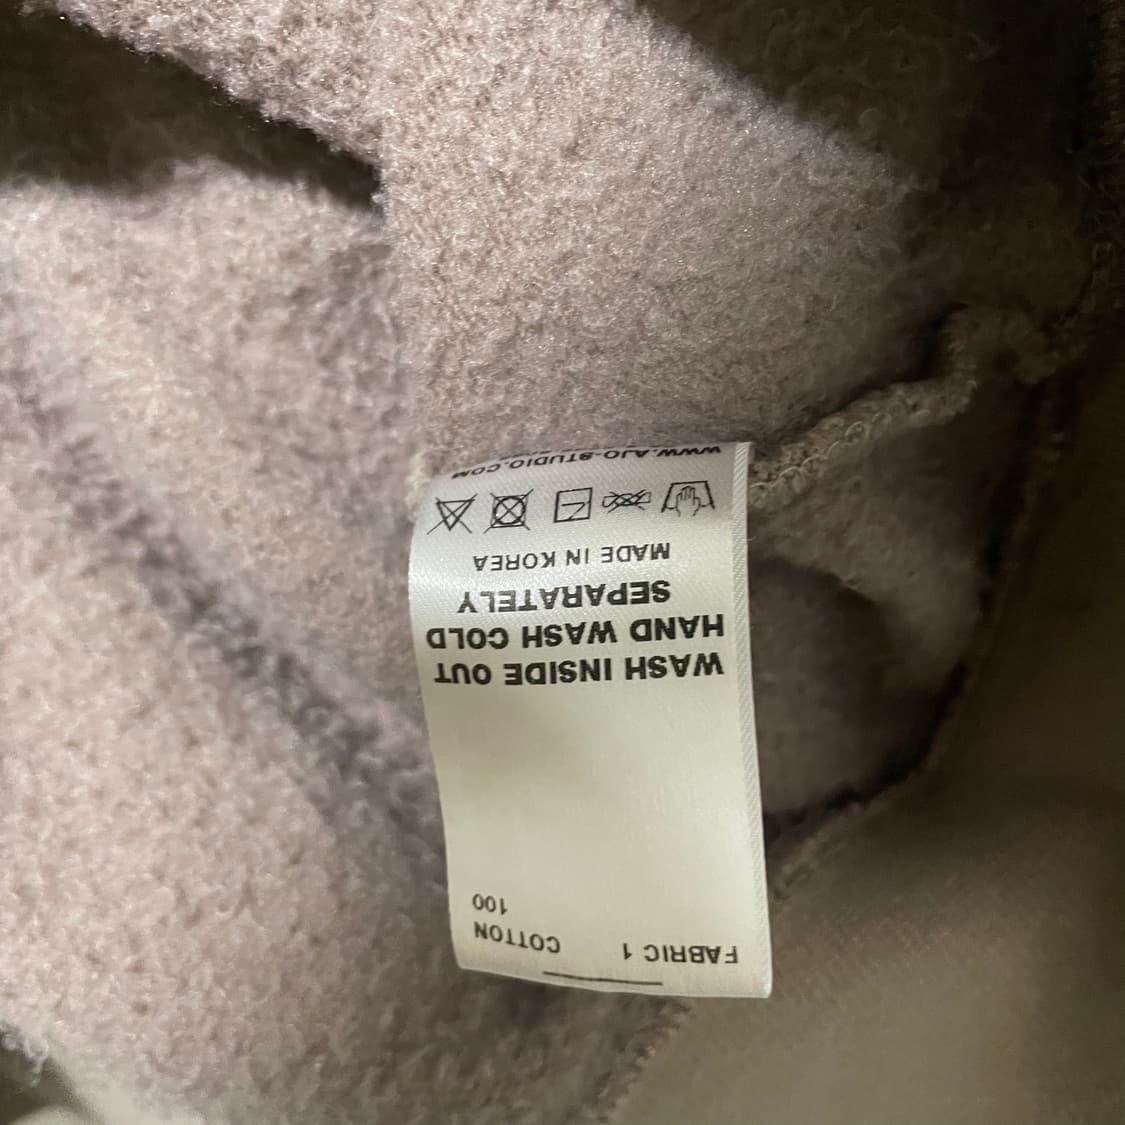 FABRIC 1 COTTON
100
WASH INSIDE OUT
HAND WASH COLD
SEPARATELY
MADE IN KOREA
WWW.AJO-STUDIO.COM